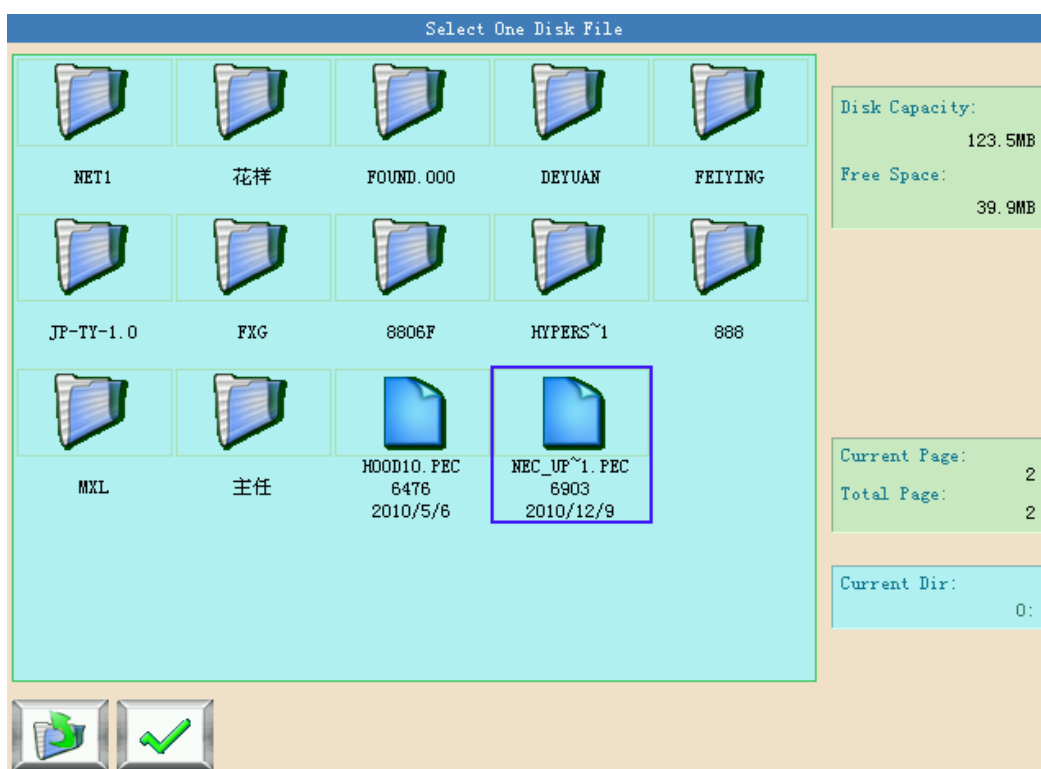 Select One Disk File
NET1
花样
FOUND.000
DEYUAN
FEIYING
JP-TY-1.0
FXG
8806F
HYPERS~1
888
MXL
主任
HOOD10.PEC
6476
2010/5/6
NEC_UP~1.PEC
6903
2010/12/9
Disk Capacity:
123.5MB
Free Space:
39.9MB
Current Page:
2
Total Page:
2
Current Dir:
0: